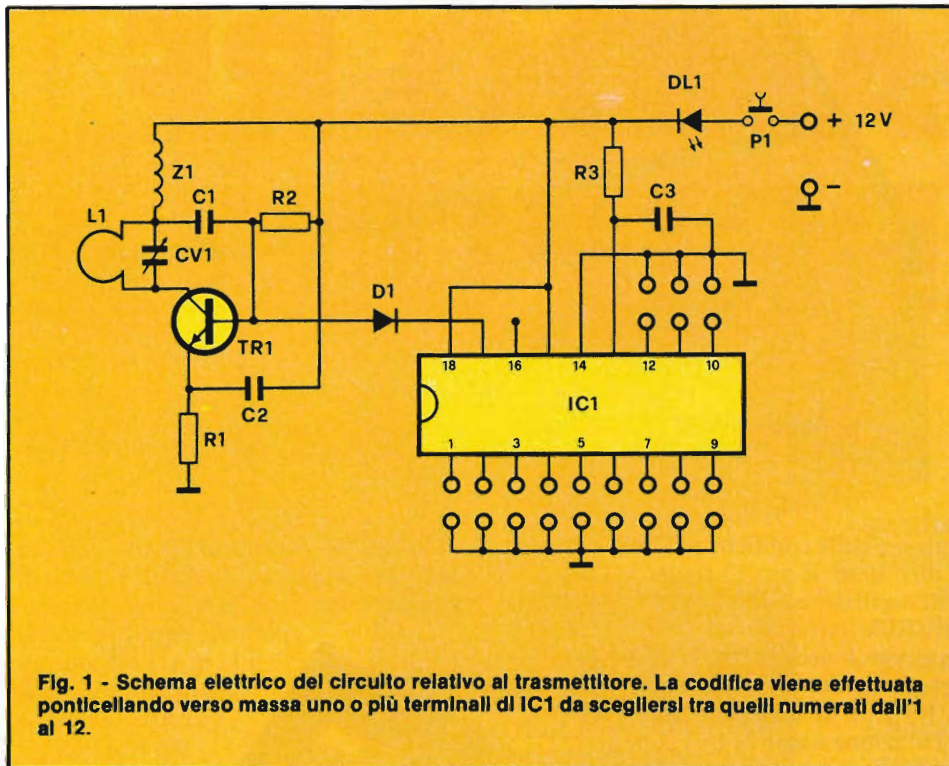 DL1
+ 12 V
P1
Z1
R3
C1
R2
C3
L1
CV1
–
D1
TR1
18
16
14
12
10
C2
IC1
R1
1
3
5
7
9
Fig. 1 - Schema elettrico del circuito relativo al trasmettitore. La codifica viene effettuata
ponticellando verso massa uno o più terminali di IC1 da scegliersi tra quelli numerati dall'1
al 12.